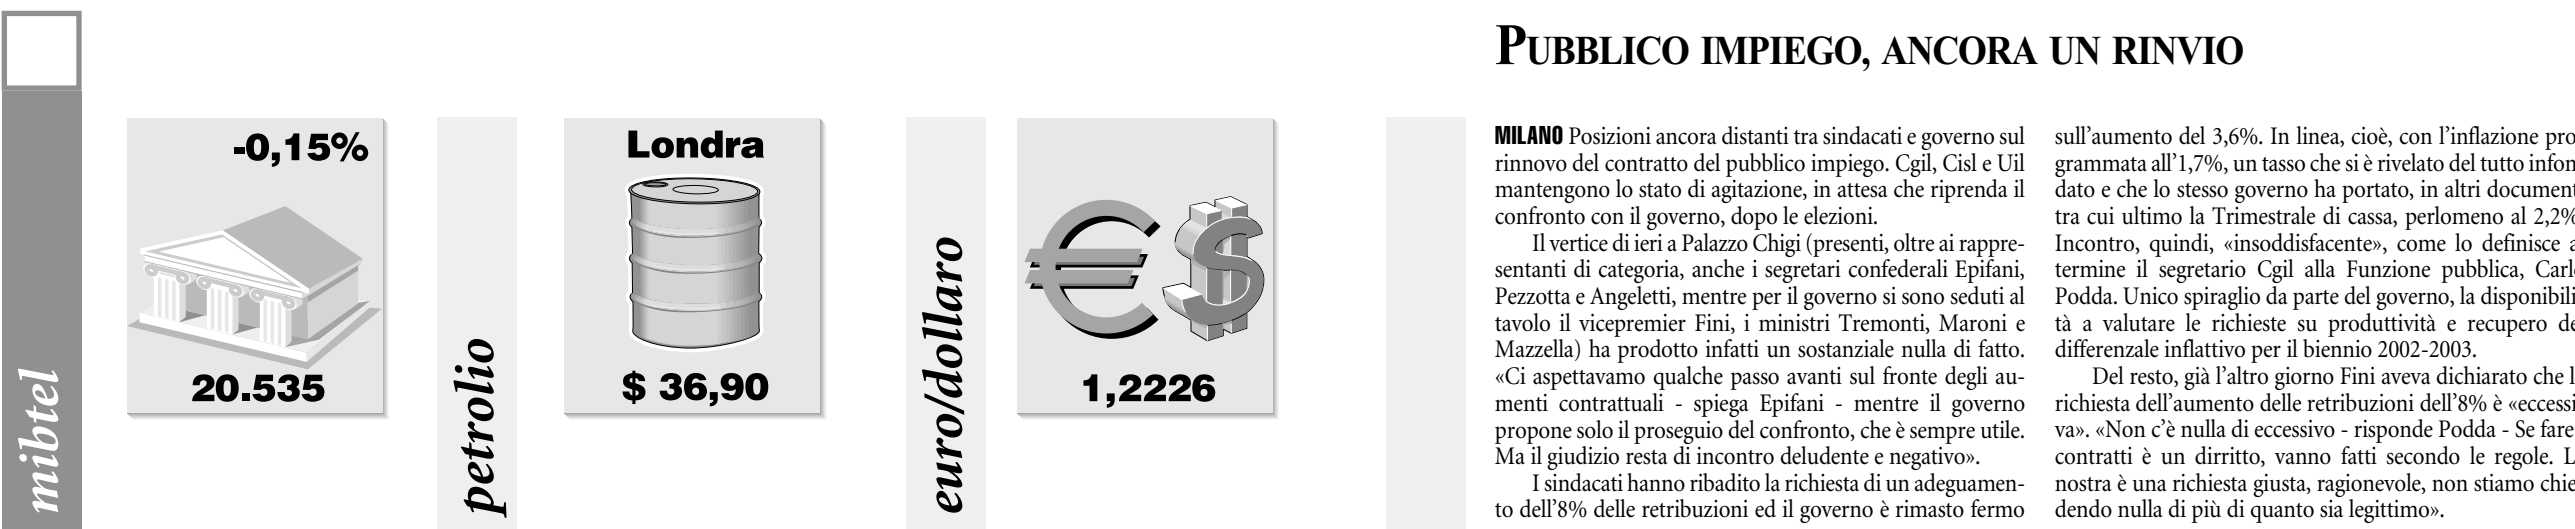 mibtel
-0,15%
20.535
petrolio
Londra
$ 36,90
euro/dollaro
1,2226
PUBBLICO IMPIEGO, ANCORA UN RINVIO
MILANO Posizioni ancora distanti tra sindacati e governo sul
rinnovo del contratto del pubblico impiego. Cgil, Cisl e Uil
mantengono lo stato di agitazione, in attesa che riprenda il
confronto con il governo, dopo le elezioni.
Il vertice di ieri a Palazzo Chigi (presenti, oltre ai rappre-
sentanti di categoria, anche i segretari confederali Epifani,
Pezzotta e Angeletti, mentre per il governo si sono seduti al
tavolo il vicepremier Fini, i ministri Tremonti, Maroni e
Mazzella) ha prodotto infatti un sostanziale nulla di fatto.
«Ci aspettavamo qualche passo avanti sul fronte degli au-
menti contrattuali - spiega Epifani - mentre il governo
propone solo il proseguio del confronto, che è sempre utile.
Ma il giudizio resta di incontro deludente e negativo».
I sindacati hanno ribadito la richiesta di un adeguamen-
to dell'8% delle retribuzioni ed il governo è rimasto fermo
sull'aumento del 3,6%. In linea, cioè, con l'inflazione pro
grammata all'1,7%, un tasso che si è rivelato del tutto infon
dato e che lo stesso governo ha portato, in altri document
tra cui ultimo la Trimestrale di cassa, perlomeno al 2,2%
Incontro, quindi, «insoddisfacente», come lo definisce a
termine il segretario Cgil alla Funzione pubblica, Carl
Podda. Unico spiraglio da parte del governo, la disponibili
tà a valutare le richieste su produttività e recupero de
differenzale inflattivo per il biennio 2002-2003.
Del resto, già l'altro giorno Fini aveva dichiarato che l
richiesta dell'aumento delle retribuzioni dell'8% è «eccessi
va». «Non c'è nulla di eccessivo - risponde Podda - Se fare
contratti è un dirritto, vanno fatti secondo le regole. L
nostra è una richiesta giusta, ragionevole, non stiamo chie
dendo nulla di più di quanto sia legittimo».